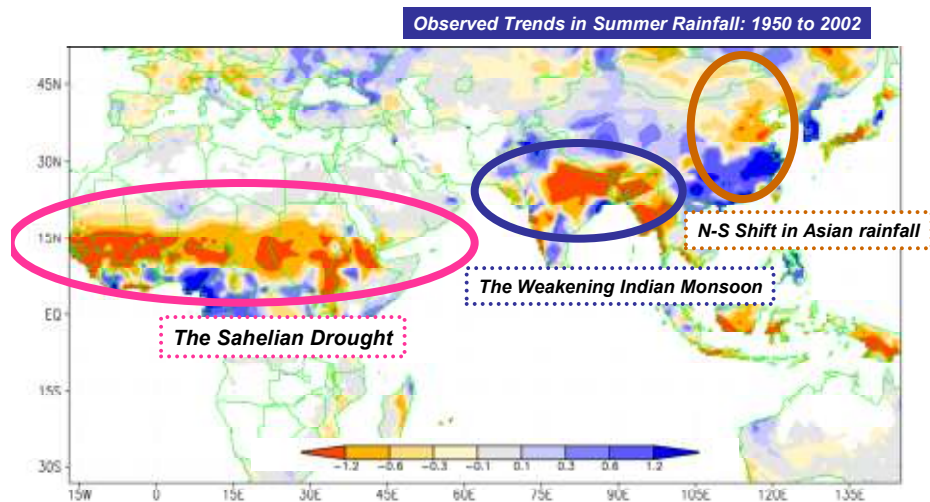 Observed Trends in Summer Rainfall: 1950 to 2002
45N
30N
15N
EQ
15S
30S
N-S Shift in Asian rainfall
The Weakening Indian Monsoon
The Sahelian Drought
-1.2 -0.6 -0.3 -0.1 0.1 0.3 0.6 1.2
15W 0 15E 30E 45E 60E 75E 90E 105E 120E 135E